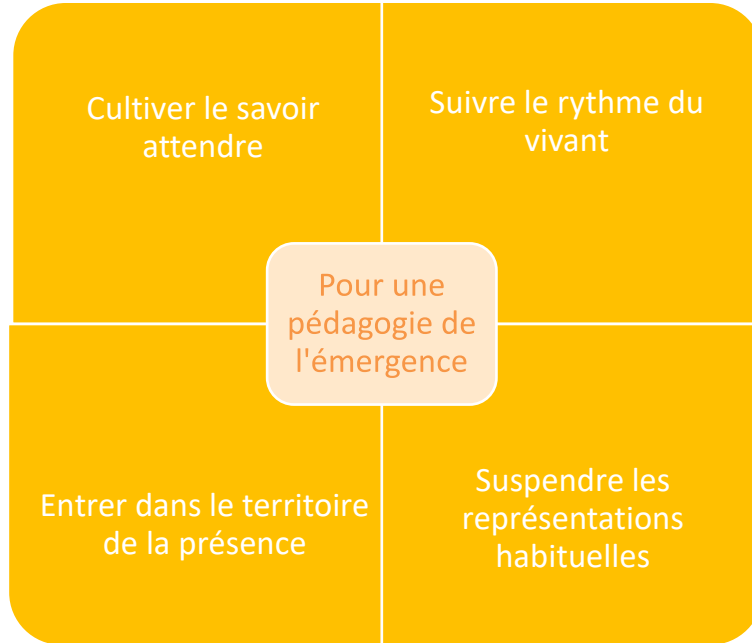 Cultiver le savoir
attendre
Suivre le rythme du
vivant
Pour une
pédagogie de
l'émergence
Entrer dans le territoire
de la présence
Suspendre les
représentations
habituelles